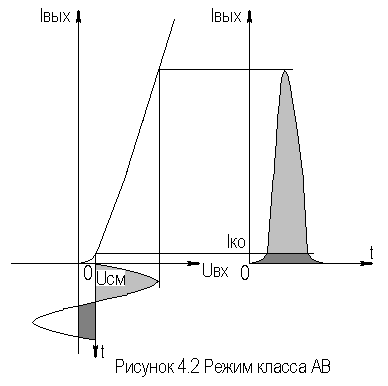 Iвых
Iвых
Iко
0
Uсм
Uвх
0
t
t
Рисунок 4.2 Режим класса АВ